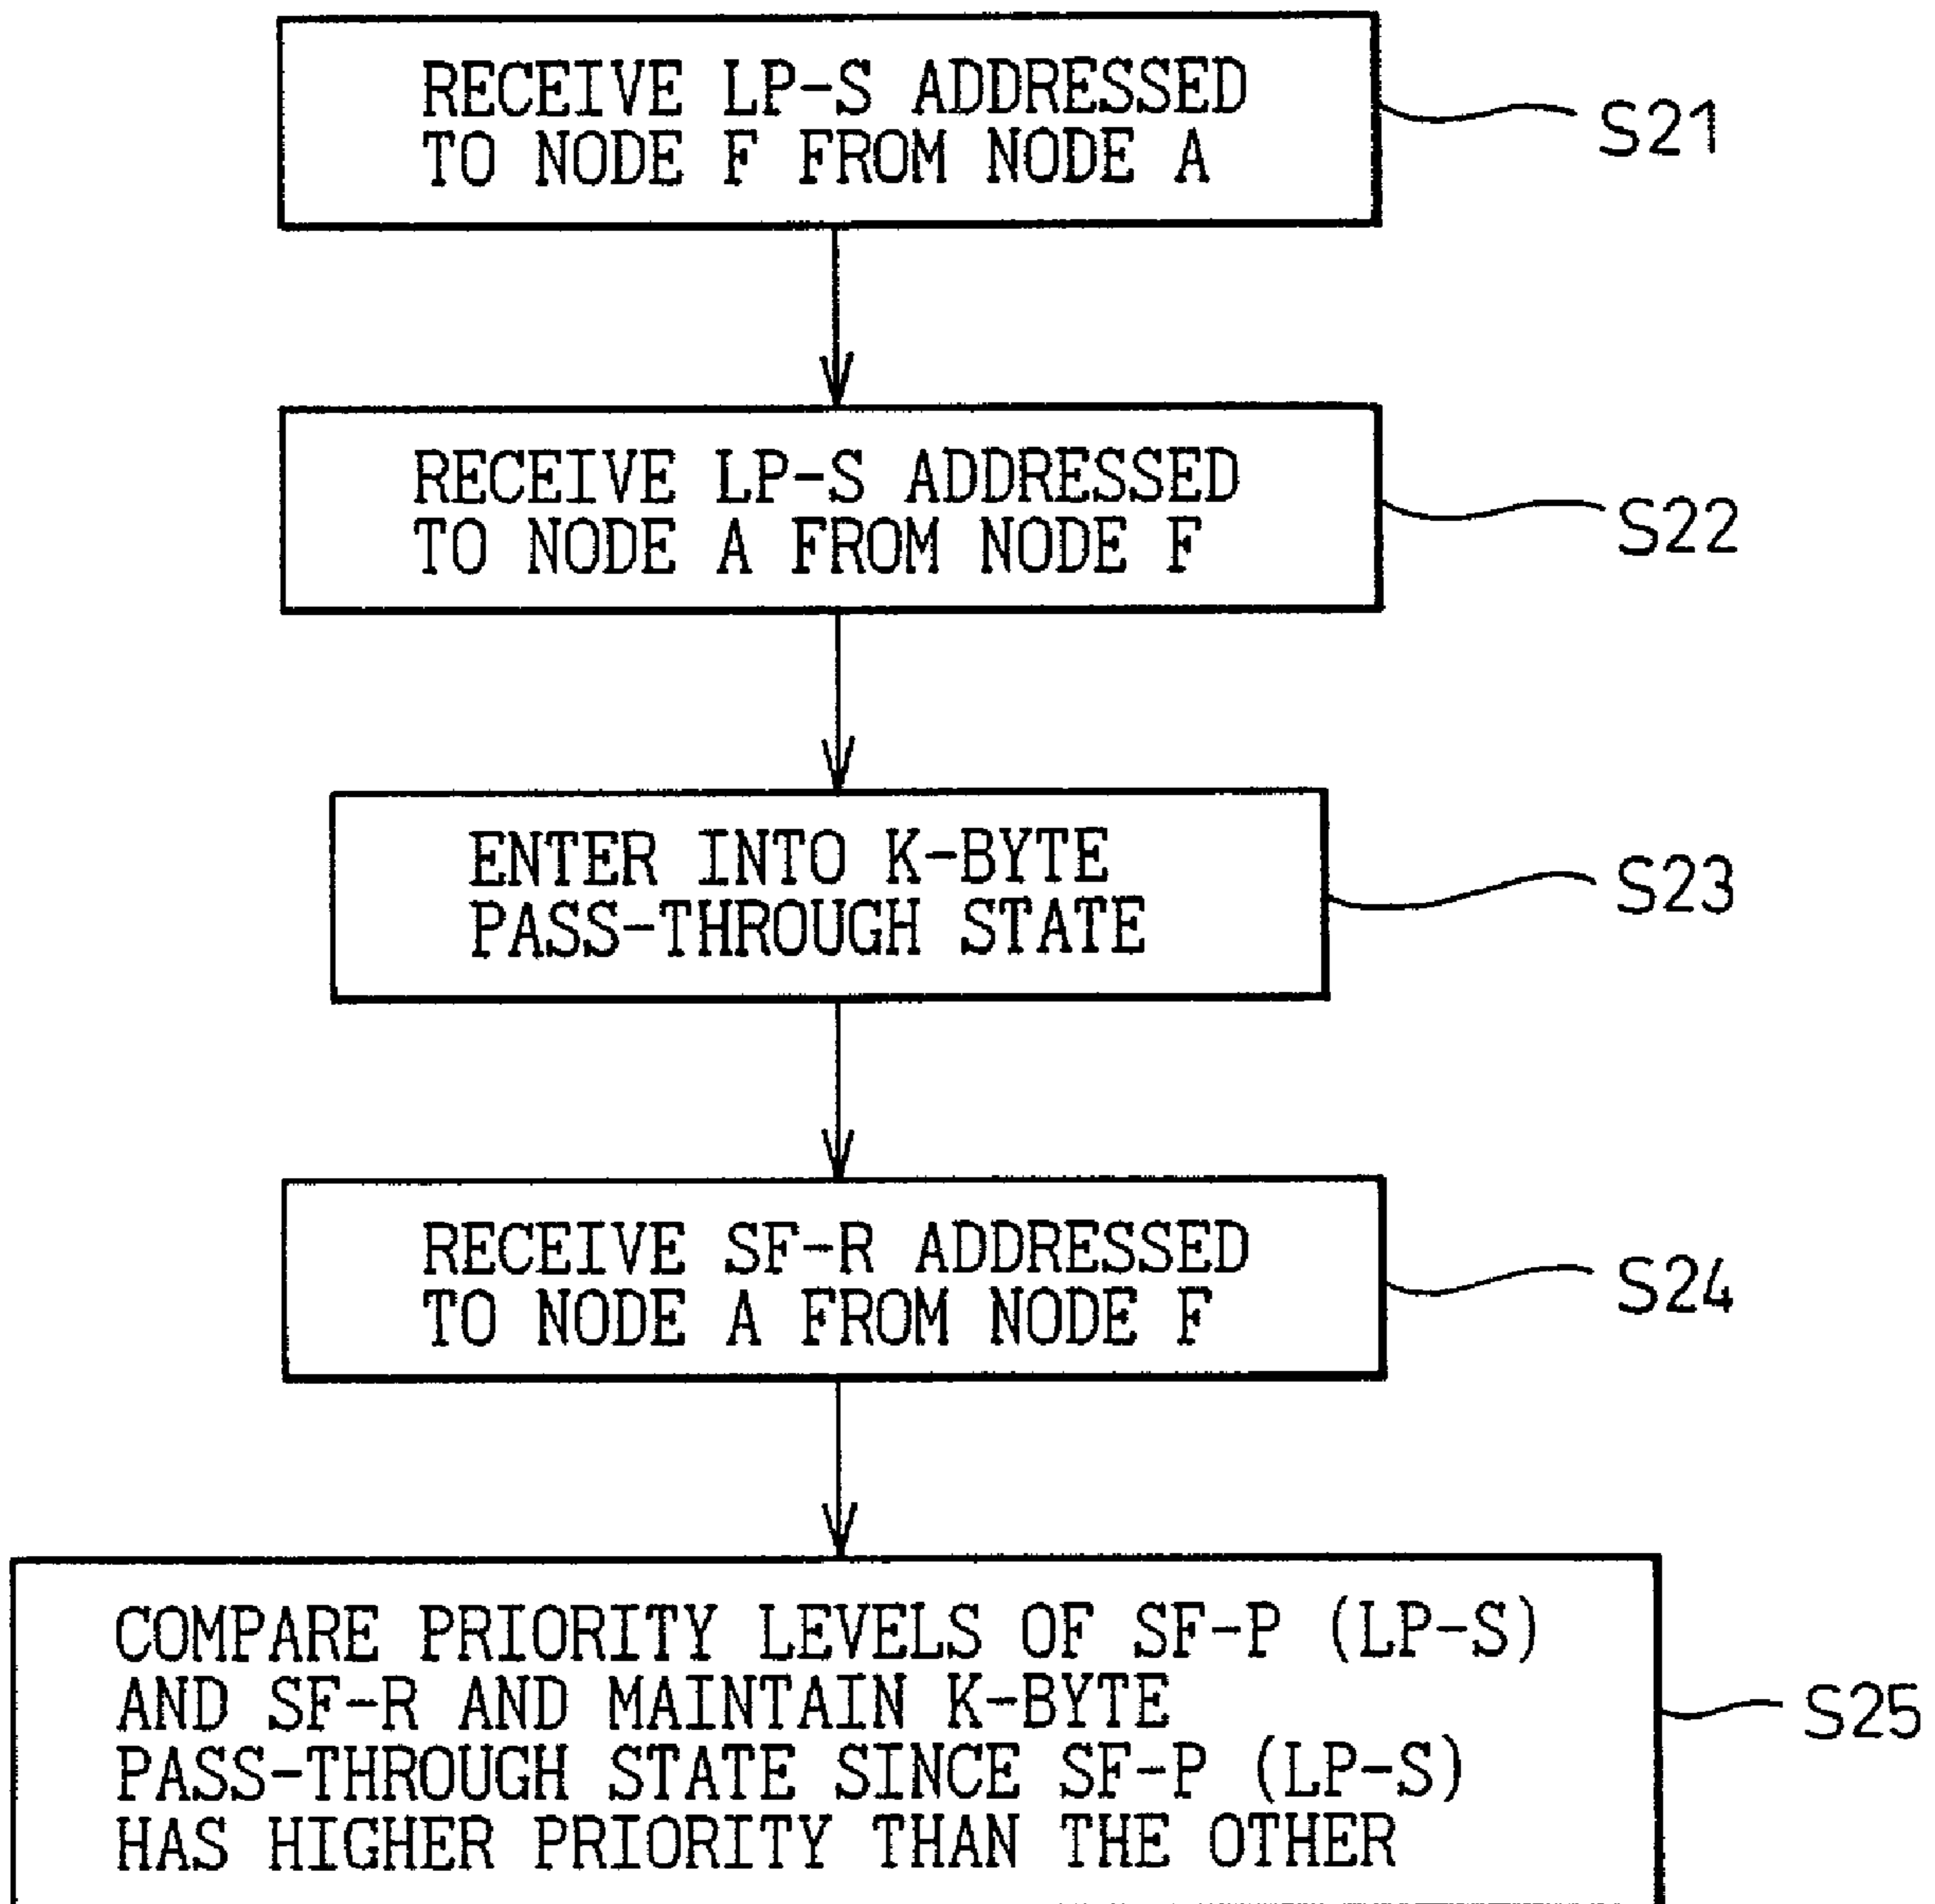 RECEIVE LP-S ADDRESSED
TO NODE F FROM NODE A
S21
RECEIVE LP-S ADDRESSED
TO NODE A FROM NODE F
S22
ENTER INTO K-BYTE
PASS-THROUGH STATE
S23
RECEIVE SF-R ADDRESSED
TO NODE A FROM NODE F
S24
COMPARE PRIORITY LEVELS OF SF-P (LP-S)
AND SF-R AND MAINTAIN K-BYTE
PASS-THROUGH STATE SINCE SF-P (LP-S)
HAS HIGHER PRIORITY THAN THE OTHER
S25